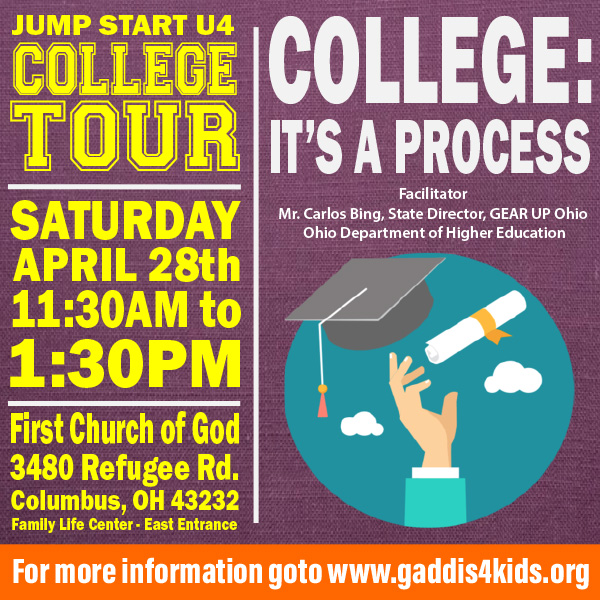 JUMP START U4
COLLEGE
TOUR
SATURDAY
APRIL 28th
11:30AM to
1:30PM
First Church of God
3480 Refugee Rd.
Columbus, OH 43232
Family Life Center - East Entrance
COLLEGE:
IT'S A PROCESS
Facilitator
Mr. Carlos Bing, State Director, GEAR UP Ohio
Ohio Department of Higher Education
For more information goto www.gaddis4kids.org